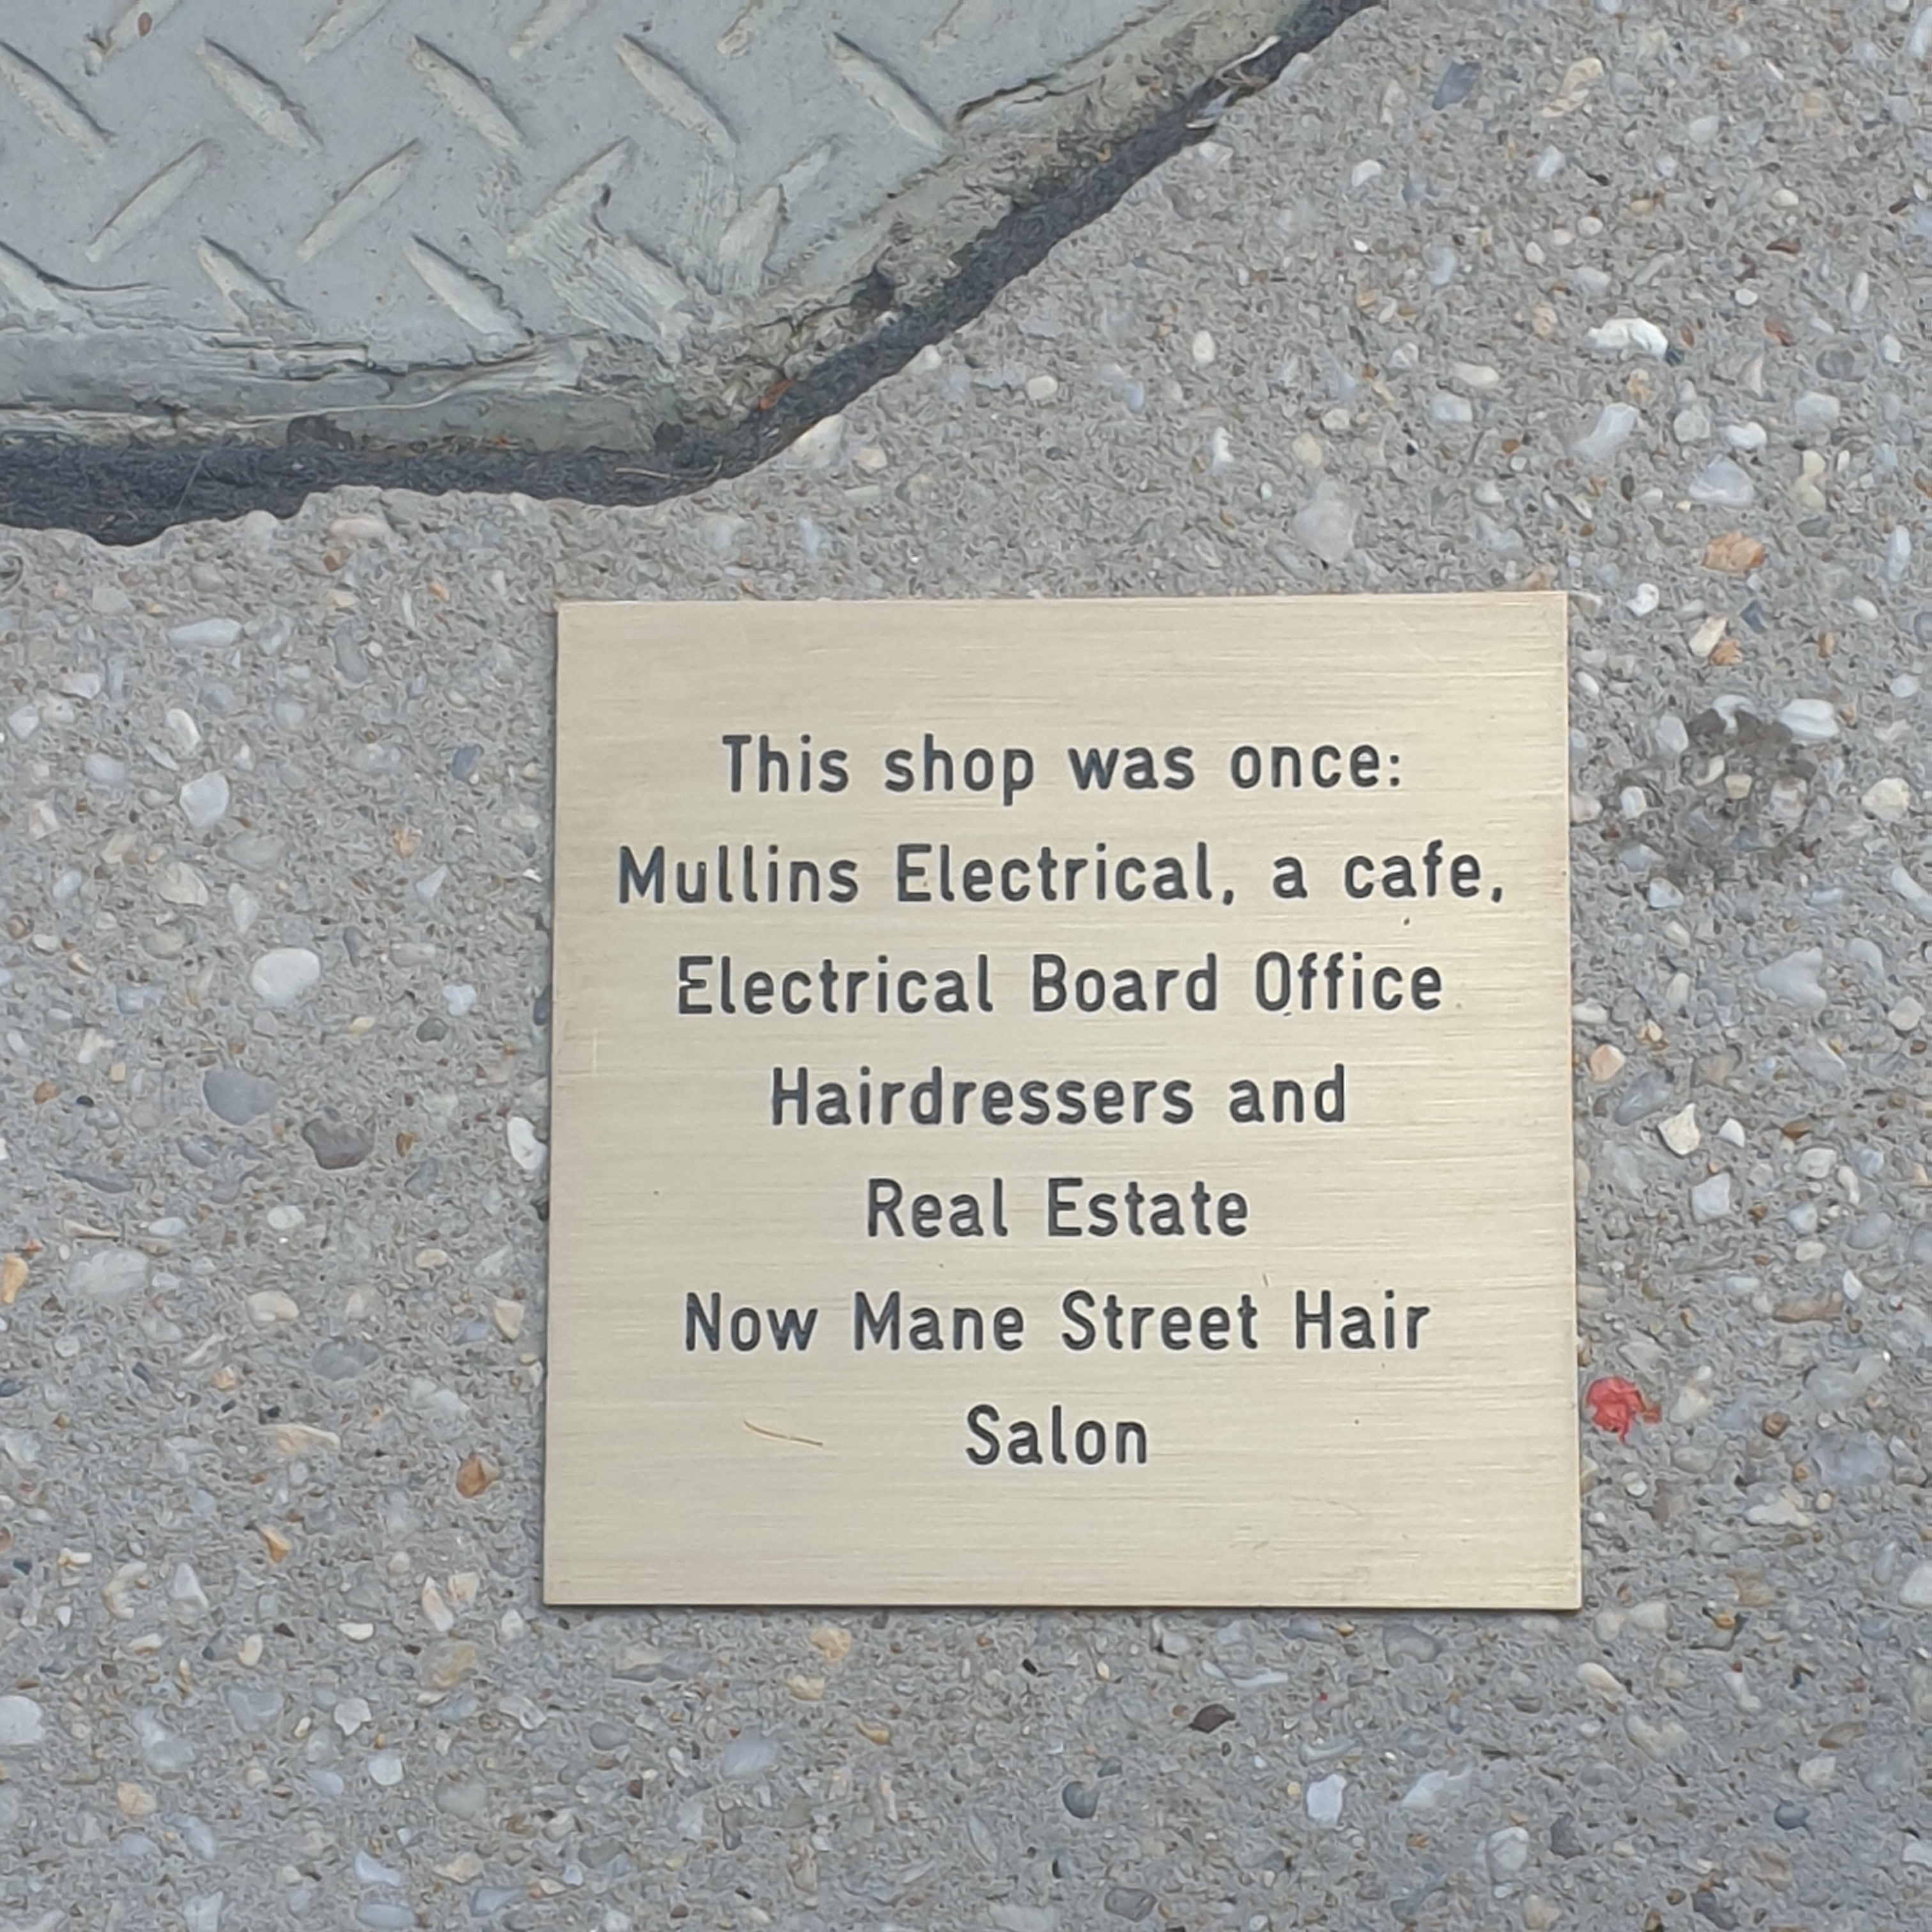 This shop was once:
Mullins Electrical, a cafe,
Electrical Board Office
Hairdressers and
Real Estate
Now Mane Street Hair
Salon